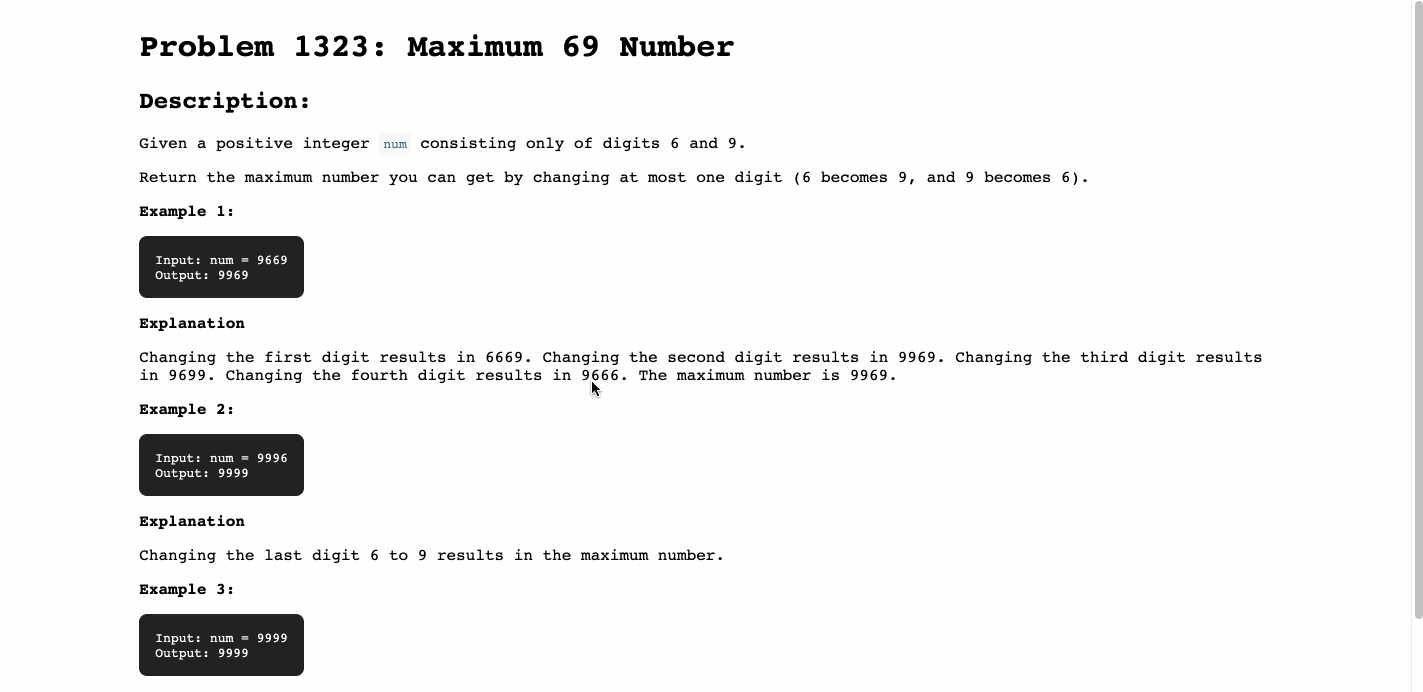 Problem 1323: Maximum 69 Number
Description:
Given a positive integer num consisting only of digits 6 and 9.
Return the maximum number you can get by changing at most one digit (6 becomes 9, and 9 becomes 6).
Example 1:
Input: num = 9669
Output: 9969
Explanation
Changing the first digit results in 6669. Changing the second digit results in 9969. Changing the third digit results
in 9699. Changing the fourth digit results in 9666. The maximum number is 9969.
Example 2:
Input: num = 9996
Output: 9999
Explanation
Changing the last digit 6 to 9 results in the maximum number.
Example 3:
Input: num = 9999
Output: 9999